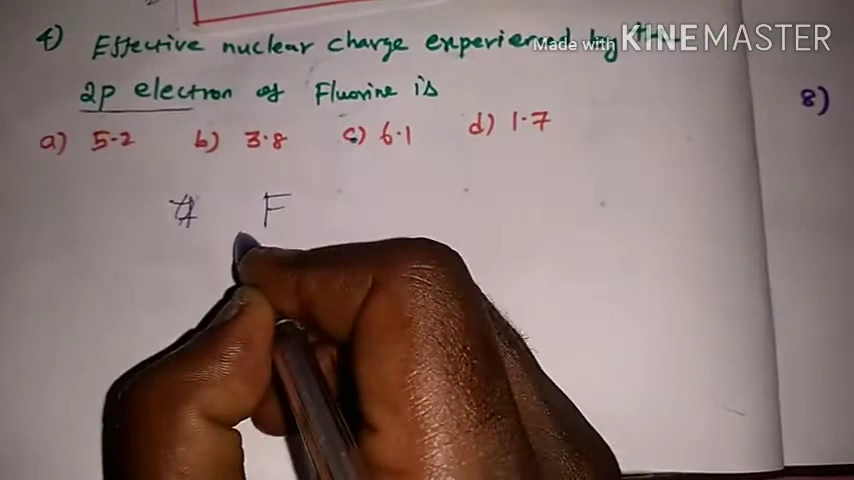 4) Effective nuclear charge experienced by the
Made with KINEMASTER
2p electron of Fluorine is
8)
a) 5.2 b) 3.8 c) 6.1 d) 1.7
F